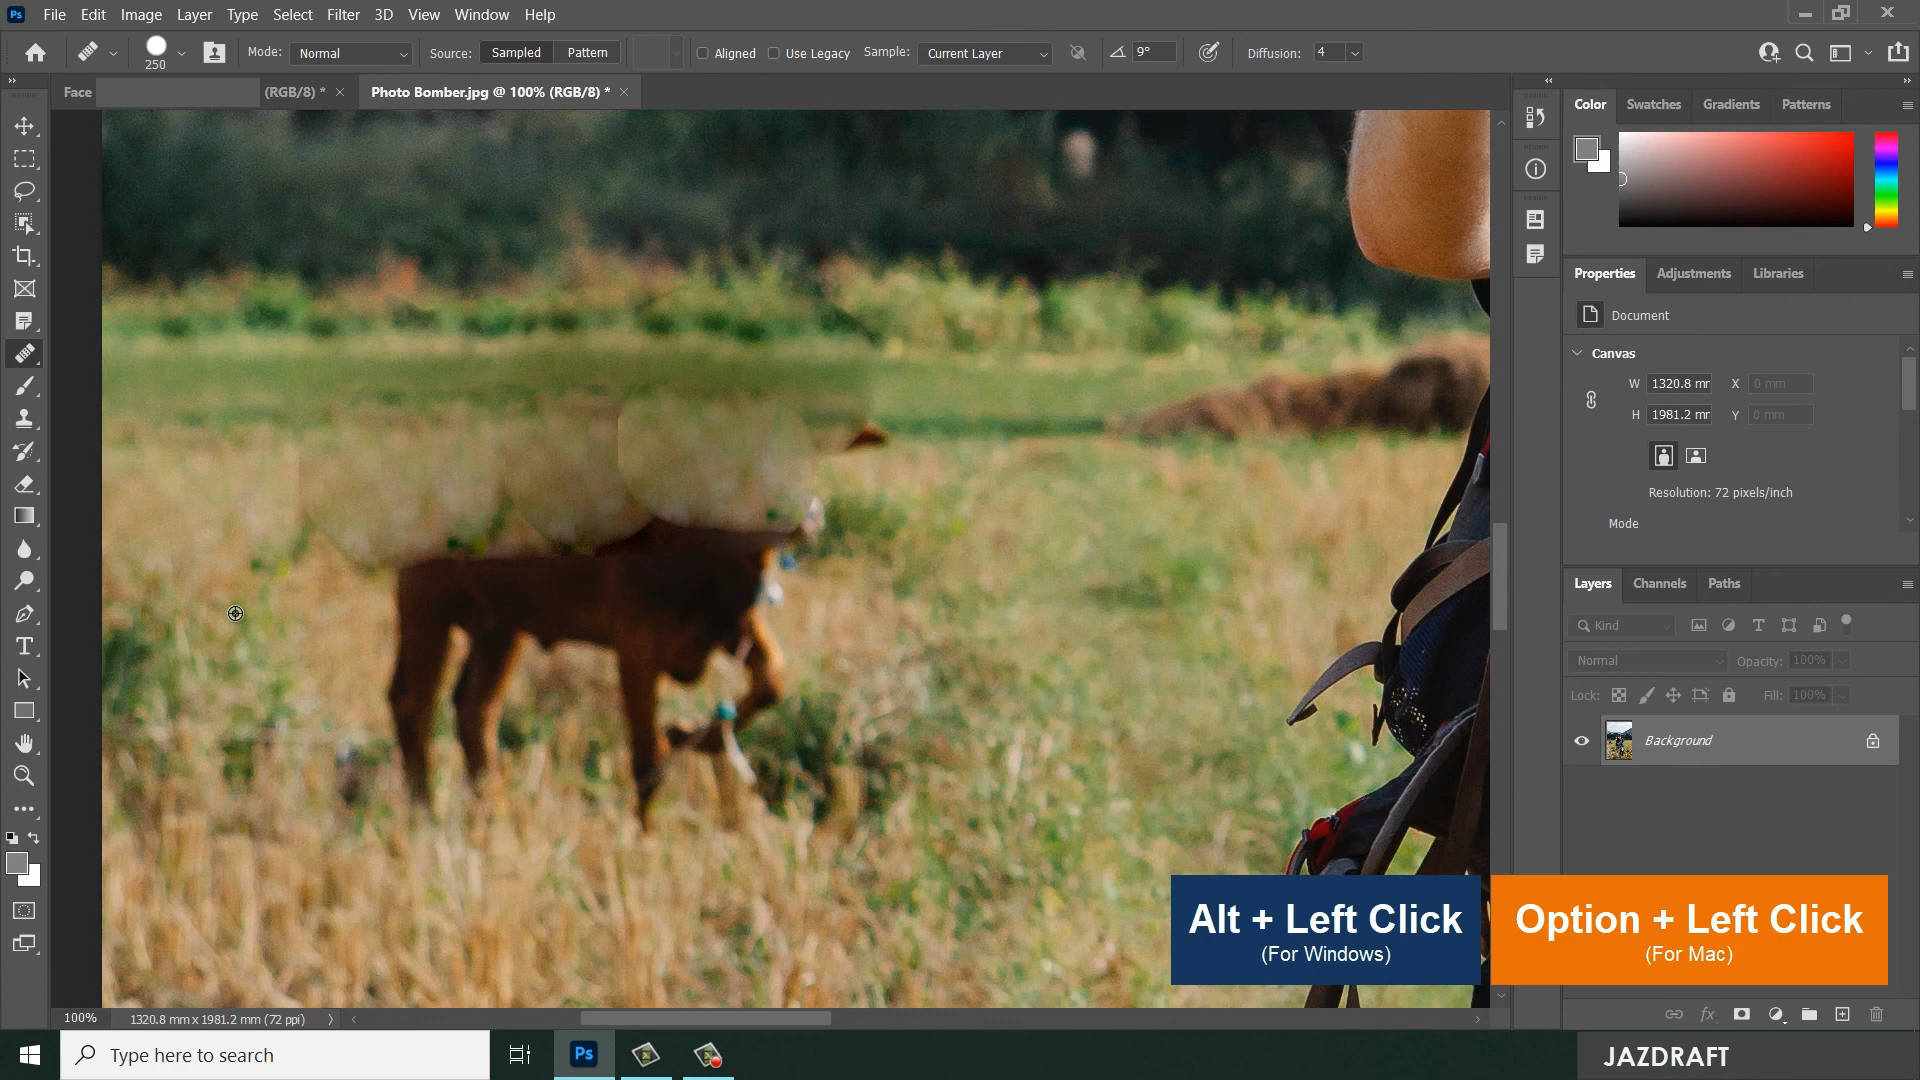 Ps File Edit Image Layer Type Select Filter 3D View Window Help
250 Mode: Normal Source: Sampled Pattern Aligned Use Legacy Sample: Current Layer 9° Diffusion: 4
Face (RGB/8) * × Photo Bomber.jpg @ 100% (RGB/8) * ×
Color Swatches Gradients Patterns
Properties Adjustments Libraries
Document
Canvas
W 1320.8 mr X 0 mm
H 1981.2 mr Y 0 mm
Resolution: 72 pixels/inch
Mode
Layers Channels Paths
Kind
Normal Opacity: 100%
Lock: Fill: 100%
Background
Alt + Left Click
(For Windows)
Option + Left Click
(For Mac)
100% 1320.8 mm x 1981.2 mm (72 ppi)
fx
Type here to search
Ps
JAZDRAFT